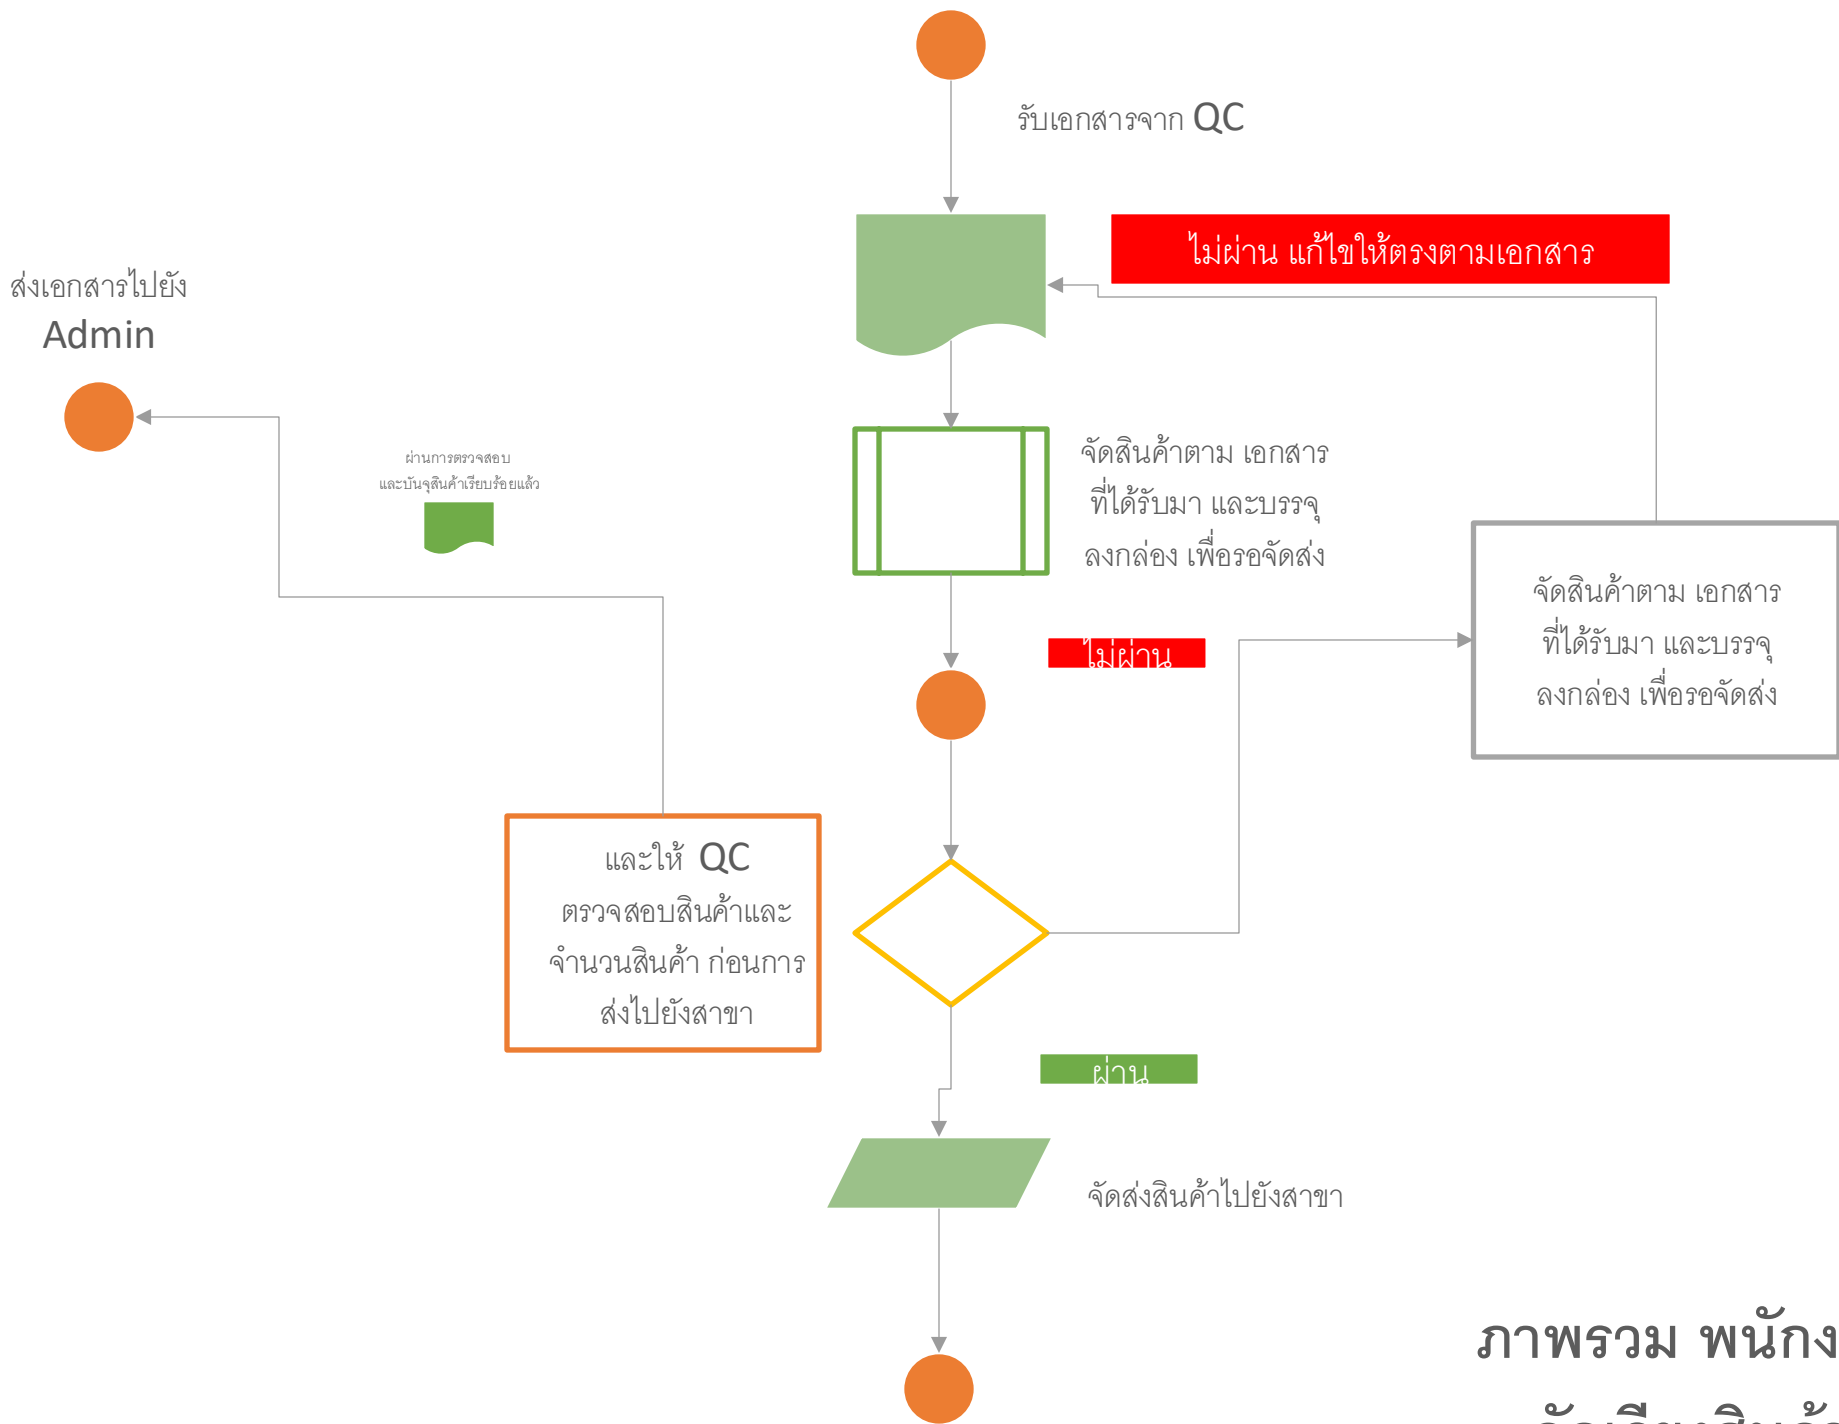 รับเอกสารจาก QC
ไม่ผ่าน แก้ไขให้ตรงตามเอกสาร
ส่งเอกสารไปยัง
Admin
ผ่านการตรวจสอบ
และบันจุสินค้าเรียบร้อยแล้ว
จัดสินค้าตาม เอกสาร
ที่ได้รับมา และบรรจุ
ลงกล่อง เพื่อรอจัดส่ง
จัดสินค้าตาม เอกสาร
ที่ได้รับมา และบรรจุ
ลงกล่อง เพื่อรอจัดส่ง
ไม่ผ่าน
และให้ QC
ตรวจสอบสินค้าและ
จำนวนสินค้า ก่อนการ
ส่งไปยังสาขา
ผ่าน
จัดส่งสินค้าไปยังสาขา
ภาพรวม พนักง